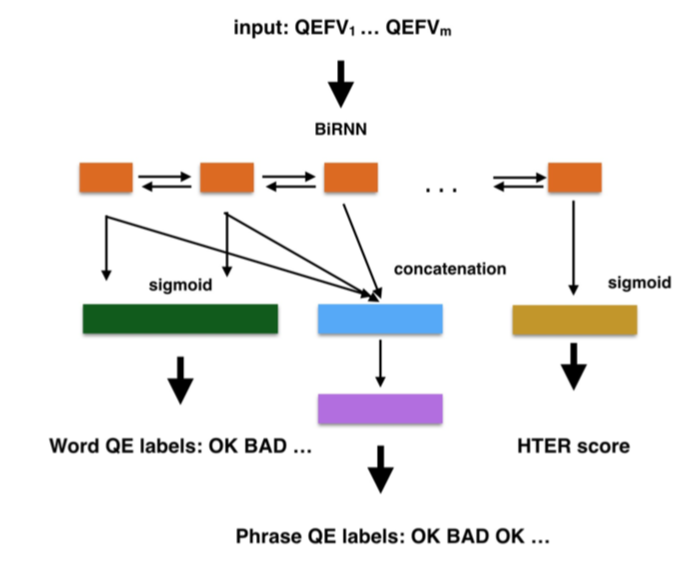 input: QEFV1 ... QEFVm
BiRNN
. . .
concatenation
sigmoid
sigmoid
Word QE labels: OK BAD ...
HTER score
Phrase QE labels: OK BAD OK ...